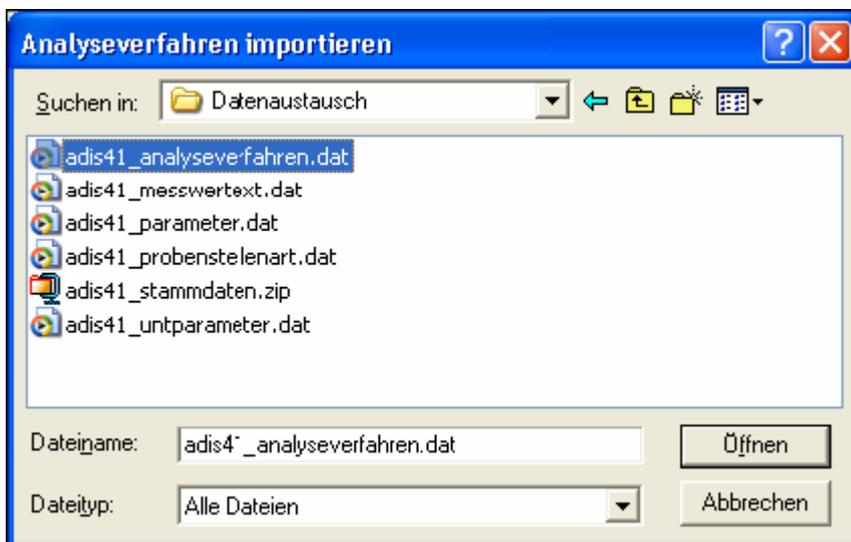 Analyseverfahren importieren
Suchen in: Datenaustausch
adis41_analyseverfahren.dat
adis41_messwertext.dat
adis41_parameter.dat
adis41_probenstelenart.dat
adis41_stammdaten.zip
adis41_untparameter.dat
Dateiname: adis41_analyseverfahren.dat Öffnen
Dateityp: Alle Dateien Abbrechen